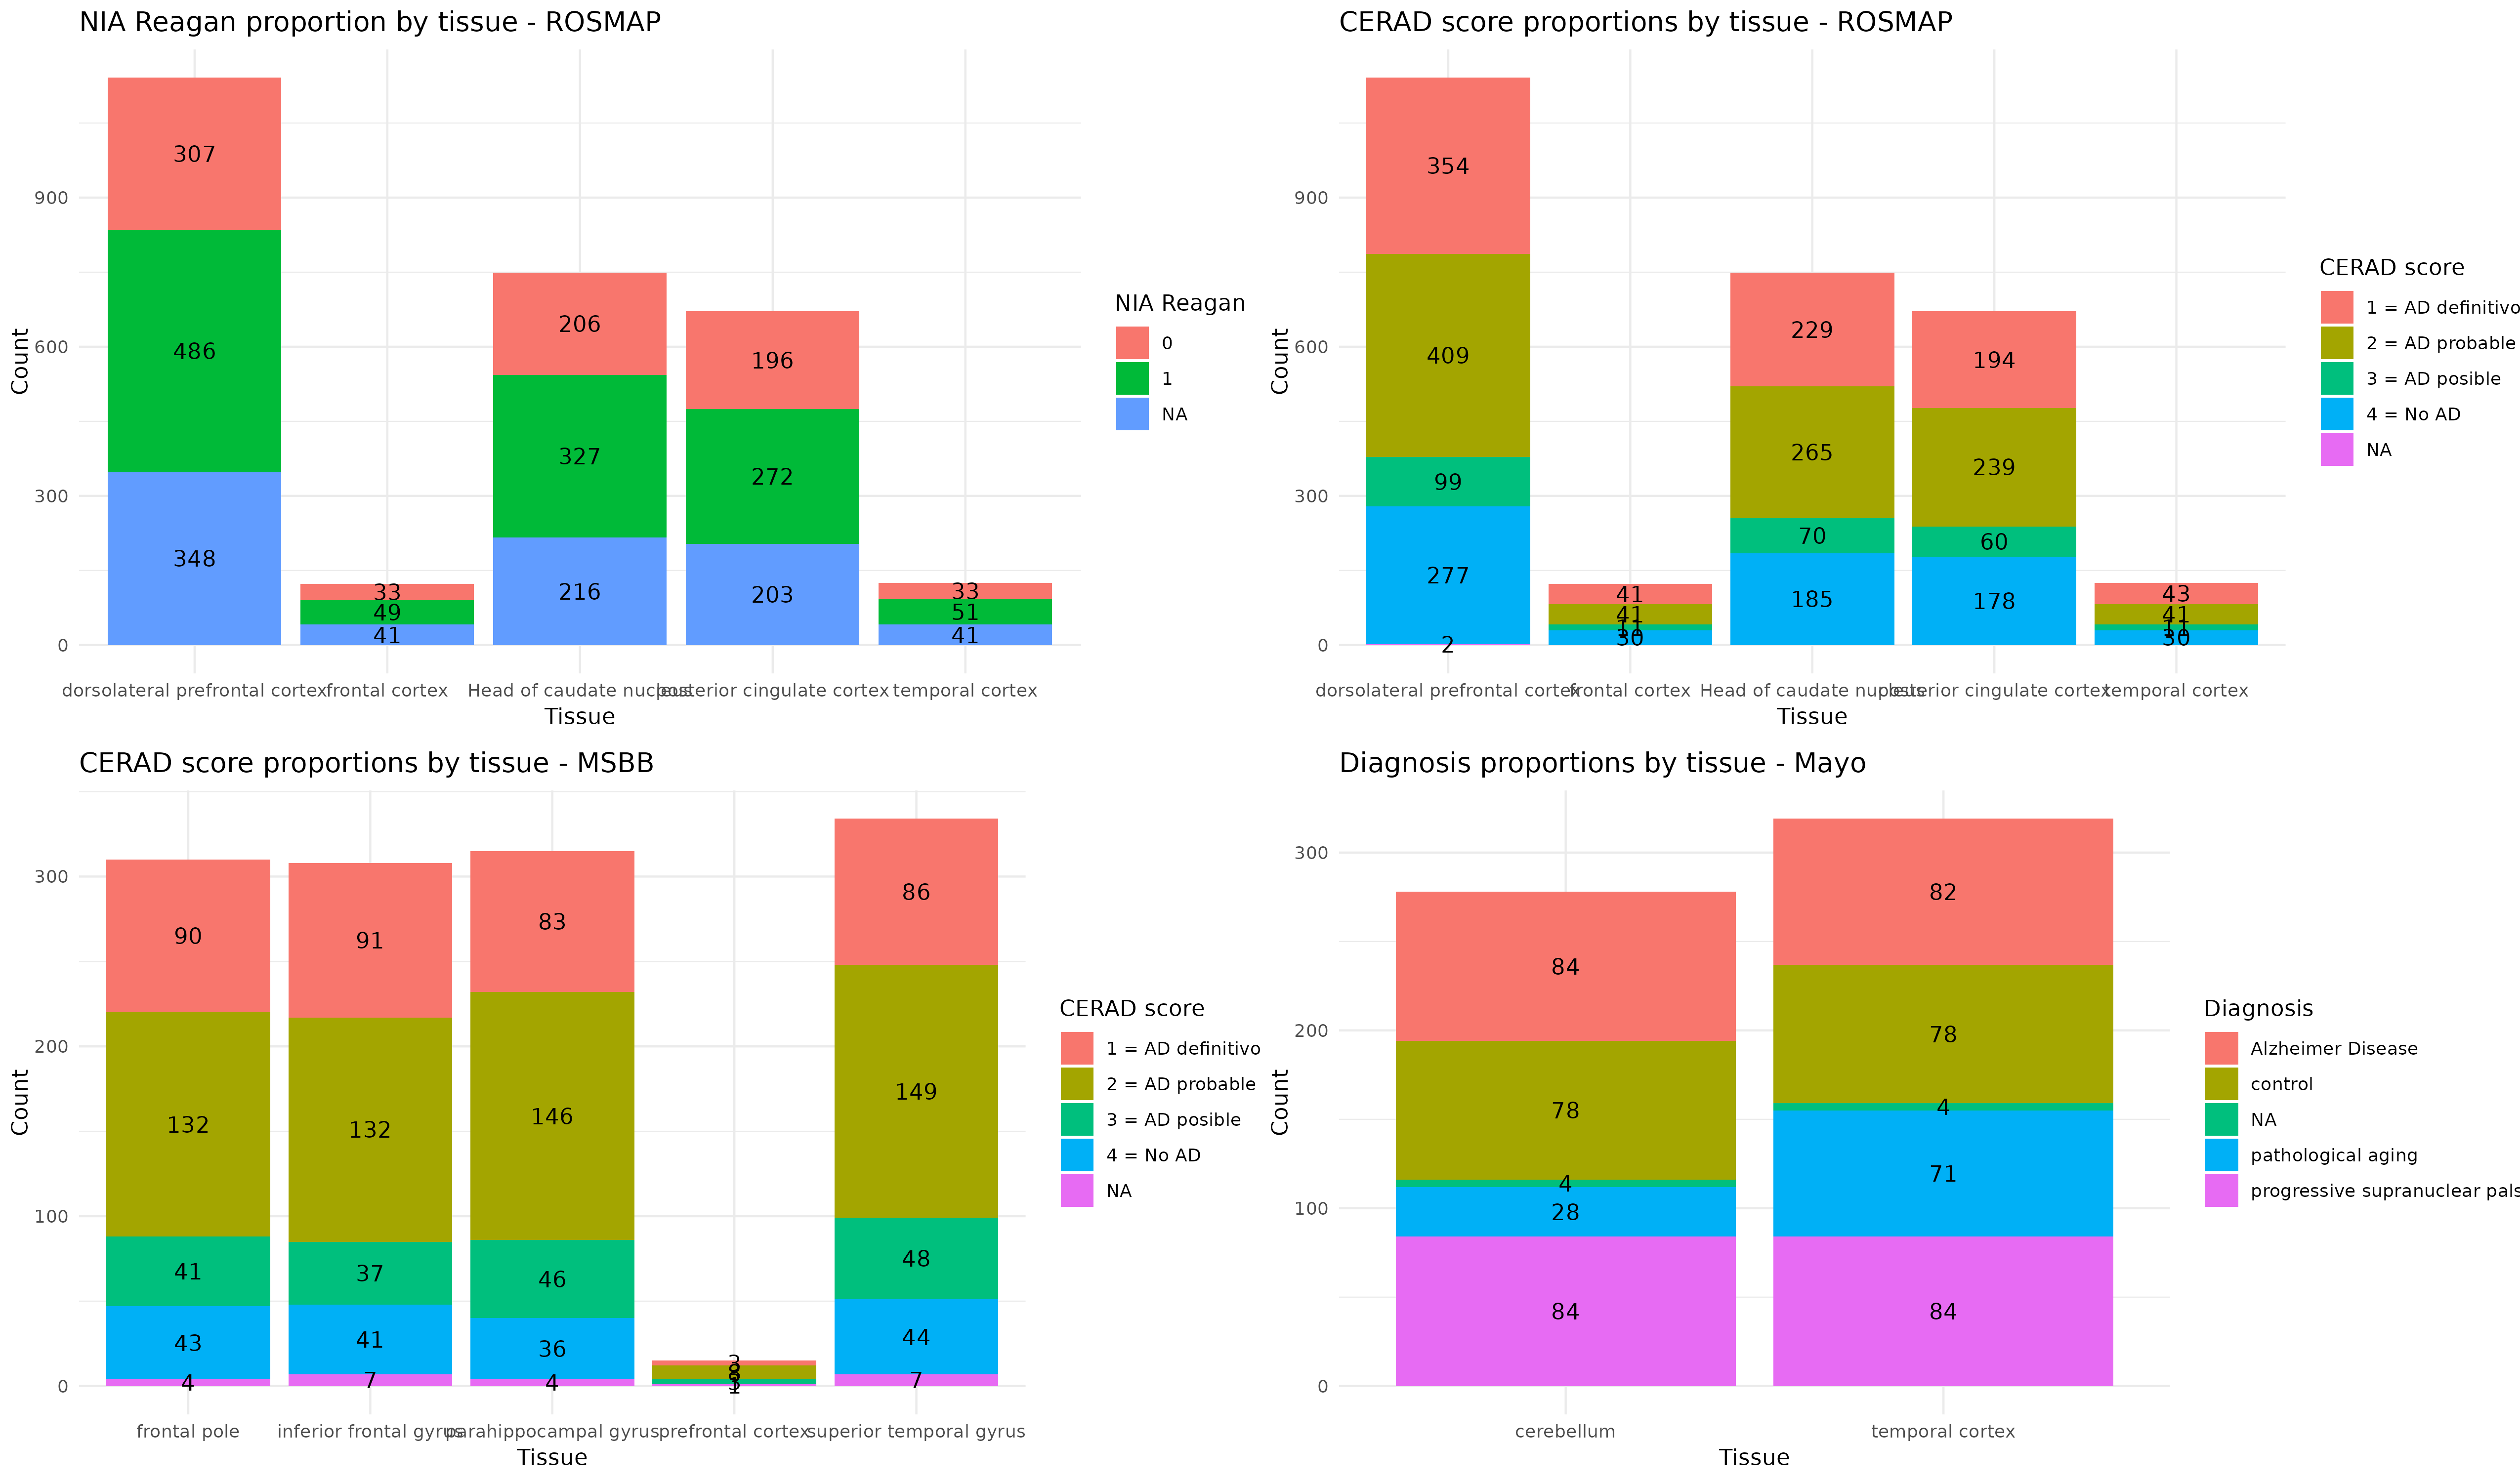 NIA Reagan proportion by tissue - ROSMAP
Count
900
600
300
0
307
486
348
33
49
41
206
327
216
196
272
203
33
51
41
dorsolateral prefrontal cortex
frontal cortex
Head of caudate nucleus
posterior cingulate cortex
temporal cortex
Tissue
NIA Reagan
0
1
NA
CERAD score proportions by tissue - ROSMAP
Count
900
600
300
0
354
409
99
277
2
41
41
11
30
229
265
70
185
194
239
60
178
43
41
11
30
dorsolateral prefrontal cortex
frontal cortex
Head of caudate nucleus
posterior cingulate cortex
temporal cortex
Tissue
CERAD score
1 = AD definitivo
2 = AD probable
3 = AD posible
4 = No AD
NA
CERAD score proportions by tissue - MSBB
Count
300
200
100
0
90
132
41
43
4
91
132
37
41
7
83
146
46
36
4
3
8
3
1
86
149
48
44
7
frontal pole
inferior frontal gyrus
parahippocampal gyrus
prefrontal cortex
superior temporal gyrus
Tissue
CERAD score
1 = AD definitivo
2 = AD probable
3 = AD posible
4 = No AD
NA
Diagnosis proportions by tissue - Mayo
Count
300
200
100
0
84
78
4
28
84
82
78
4
71
84
cerebellum
temporal cortex
Tissue
Diagnosis
Alzheimer Disease
control
NA
pathological aging
progressive supranuclear pals